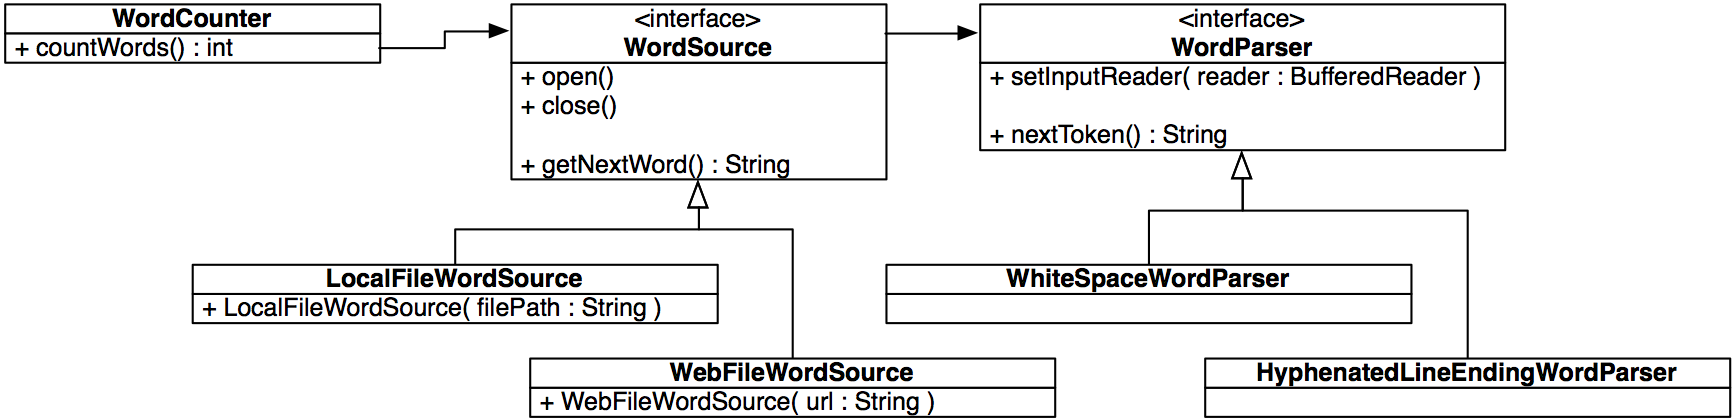 WordCounter
+ countWords() : int
<interface>
WordSource
+ open()
+ close()
+ getNextWord() : String
<interface>
WordParser
+ setInputReader( reader : BufferedReader )
+ nextToken() : String
LocalFileWordSource
+ LocalFileWordSource( filePath : String )
WebFileWordSource
+ WebFileWordSource( url : String )
WhiteSpaceWordParser
HyphenatedLineEndingWordParser